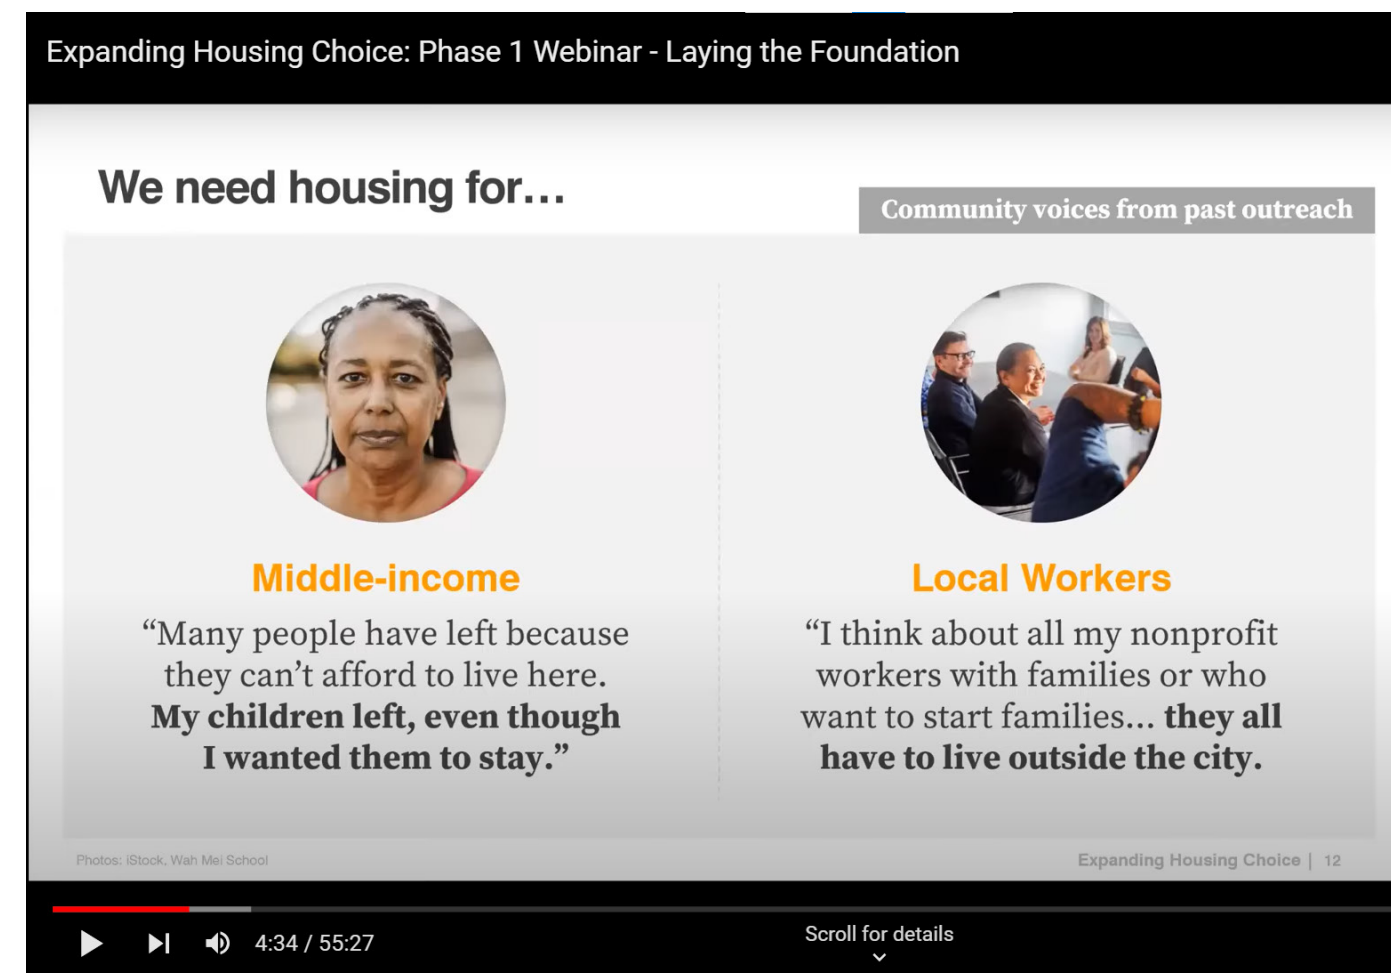 Expanding Housing Choice: Phase 1 Webinar - Laying the Foundation
We need housing for...
Community voices from past outreach
Middle-income
“Many people have left because
they can’t afford to live here.
My children left, even though
I wanted them to stay.”
Local Workers
“I think about all my nonprofit
workers with families or who
want to start families... they all
have to live outside the city.
Photos: iStock, Wah Mei School
Expanding Housing Choice | 12
4:34 / 55:27
Scroll for details